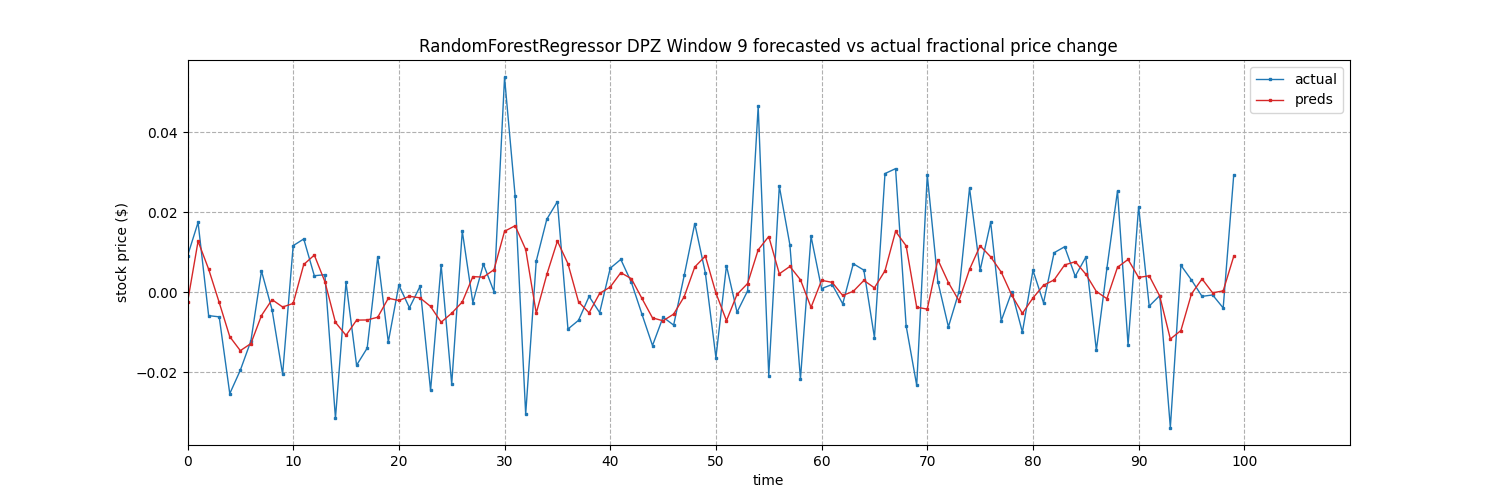 RandomForestRegressor DPZ Window 9 forecasted vs actual fractional price change
actual
preds
0.04
0.02
0.00
−0.02
stock price ($)
0 10 20 30 40 50 60 70 80 90 100
time